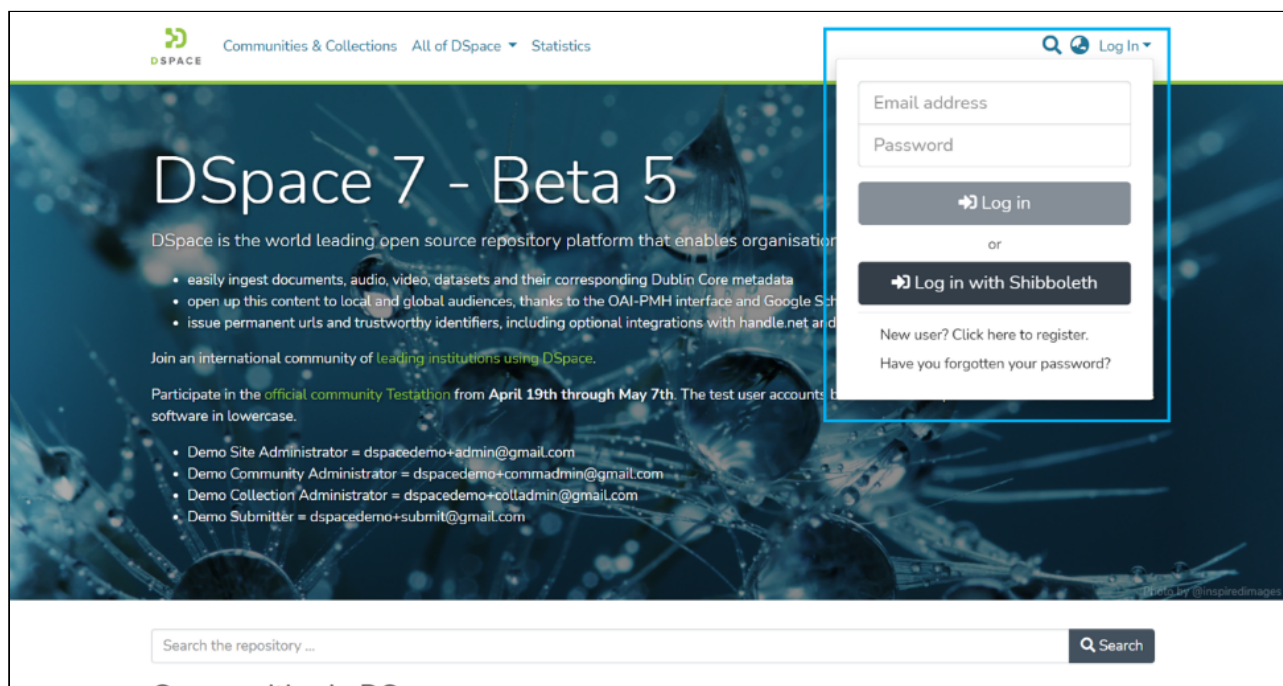 DSPACE
Communities & Collections All of DSpace Statistics
Log In
Email address
Password
Log in
or
Log in with Shibboleth
New user? Click here to register.
Have you forgotten your password?
DSpace 7 - Beta 5
DSpace is the world leading open source repository platform that enables
easily ingest documents, audio, video, datasets and their corresponding Dublin Core metadata
open up this content to local and global audiences, thanks to the OAI-PMH interface and Google
issue permanent urls and trustworthy identifiers, including optional integrations with handle.net and
Join an international community of leading institutions using DSpace.
Participate in the official community Testathon from April 19th through May 7th. The test user accounts
software in lowercase.
Demo Site Administrator = dspacedemo+admin@gmail.com
Demo Community Administrator = dspacedemo+commadmin@gmail.com
Demo Collection Administrator = dspacedemo+colladmin@gmail.com
Demo Submitter = dspacedemo+submit@gmail.com
Photo by @inspiredimages
Search the repository ...
Search